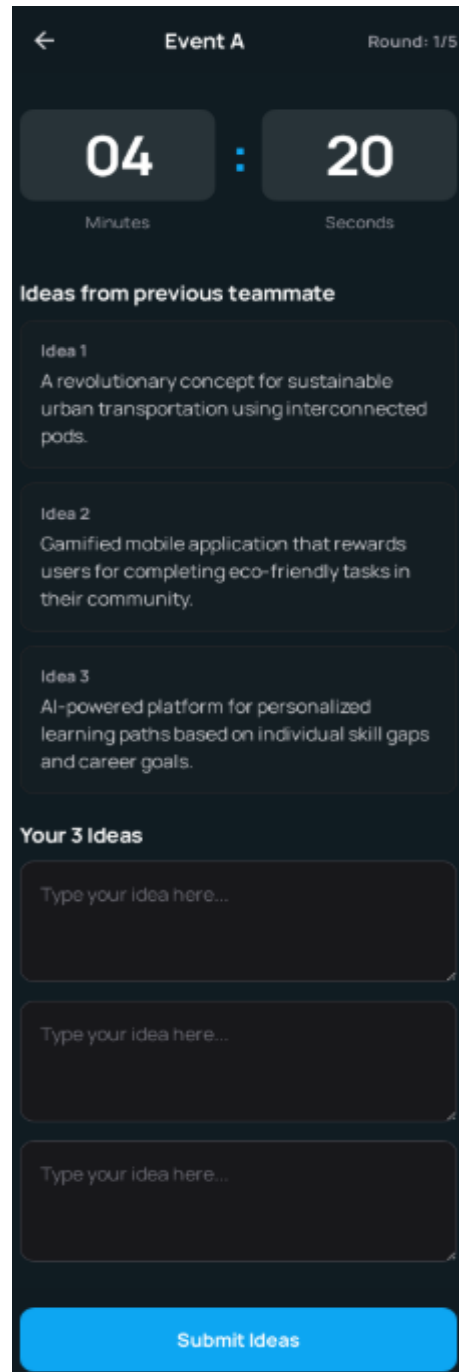 Event A
Round: 1/5
04 : 20
Minutes
Seconds
Ideas from previous teammate
Idea 1
A revolutionary concept for sustainable
urban transportation using interconnected
pods.
Idea 2
Gamified mobile application that rewards
users for completing eco-friendly tasks in
their community.
Idea 3
AI-powered platform for personalized
learning paths based on individual skill gaps
and career goals.
Your 3 Ideas
Type your idea here...
Type your idea here...
Type your idea here...
Submit Ideas